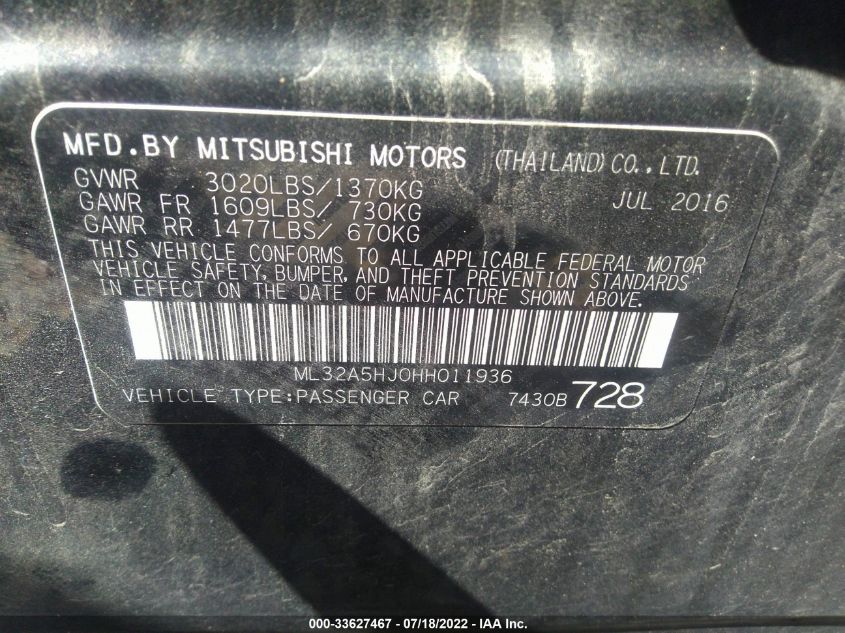 MFD.BY MITSUBISHI MOTORS (THAILAND)CO.,LTD.
GVWR 3020LBS/1370KG JUL 2016
GAWR FR 1609LBS/ 730KG
GAWR RR 1477LBS/ 670KG
THIS VEHICLE CONFORMS TO ALL APPLICABLE FEDERAL MOTOR
VEHICLE SAFETY, BUMPER, AND THEFT PREVENTION STANDARDS
IN EFFECT ON THE DATE OF MANUFACTURE SHOWN ABOVE.
ML32A5HJ0HH011936
VEHICLE TYPE:PASSENGER CAR 7430B 728
000-33627467 - 07/18/2022 - IAA Inc.